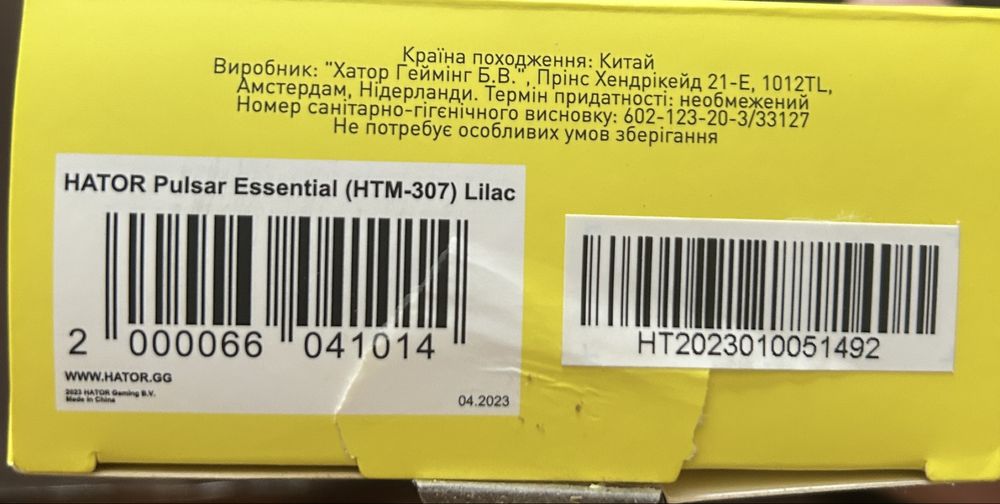 Країна походження: Китай
Виробник: "Хатор Геймінг Б.В.", Прінс Хендрікейд 21-E, 1012TL,
Амстердам, Нідерланди. Термін придатності: необмежений
Номер санітарно-гігєнічного висновку: 602-123-20-3/33127
Не потребує особливих умов зберігання
HATOR Pulsar Essential (HTM-307) Lilac
2 000066 041014
WWW.HATOR.GG
2023 HATOR Gaming B.V.
Made in China
04.2023
HT2023010051492